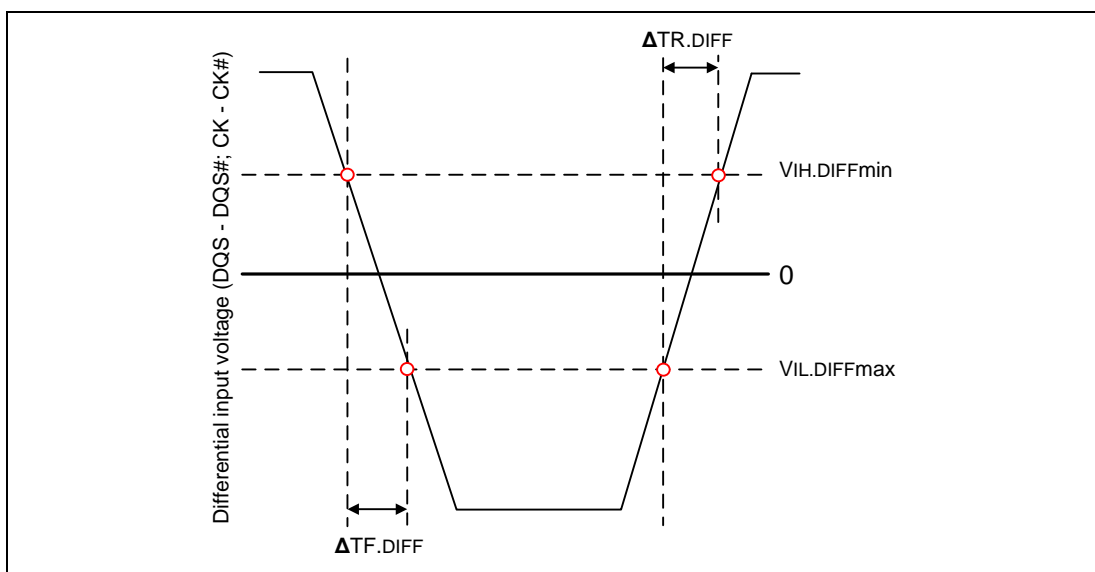 Differential input voltage (DQS - DQS#; CK - CK#)
ΔTR.DIFF
VIH.DIFFmin
0
VIL.DIFFmax
ΔTF.DIFF